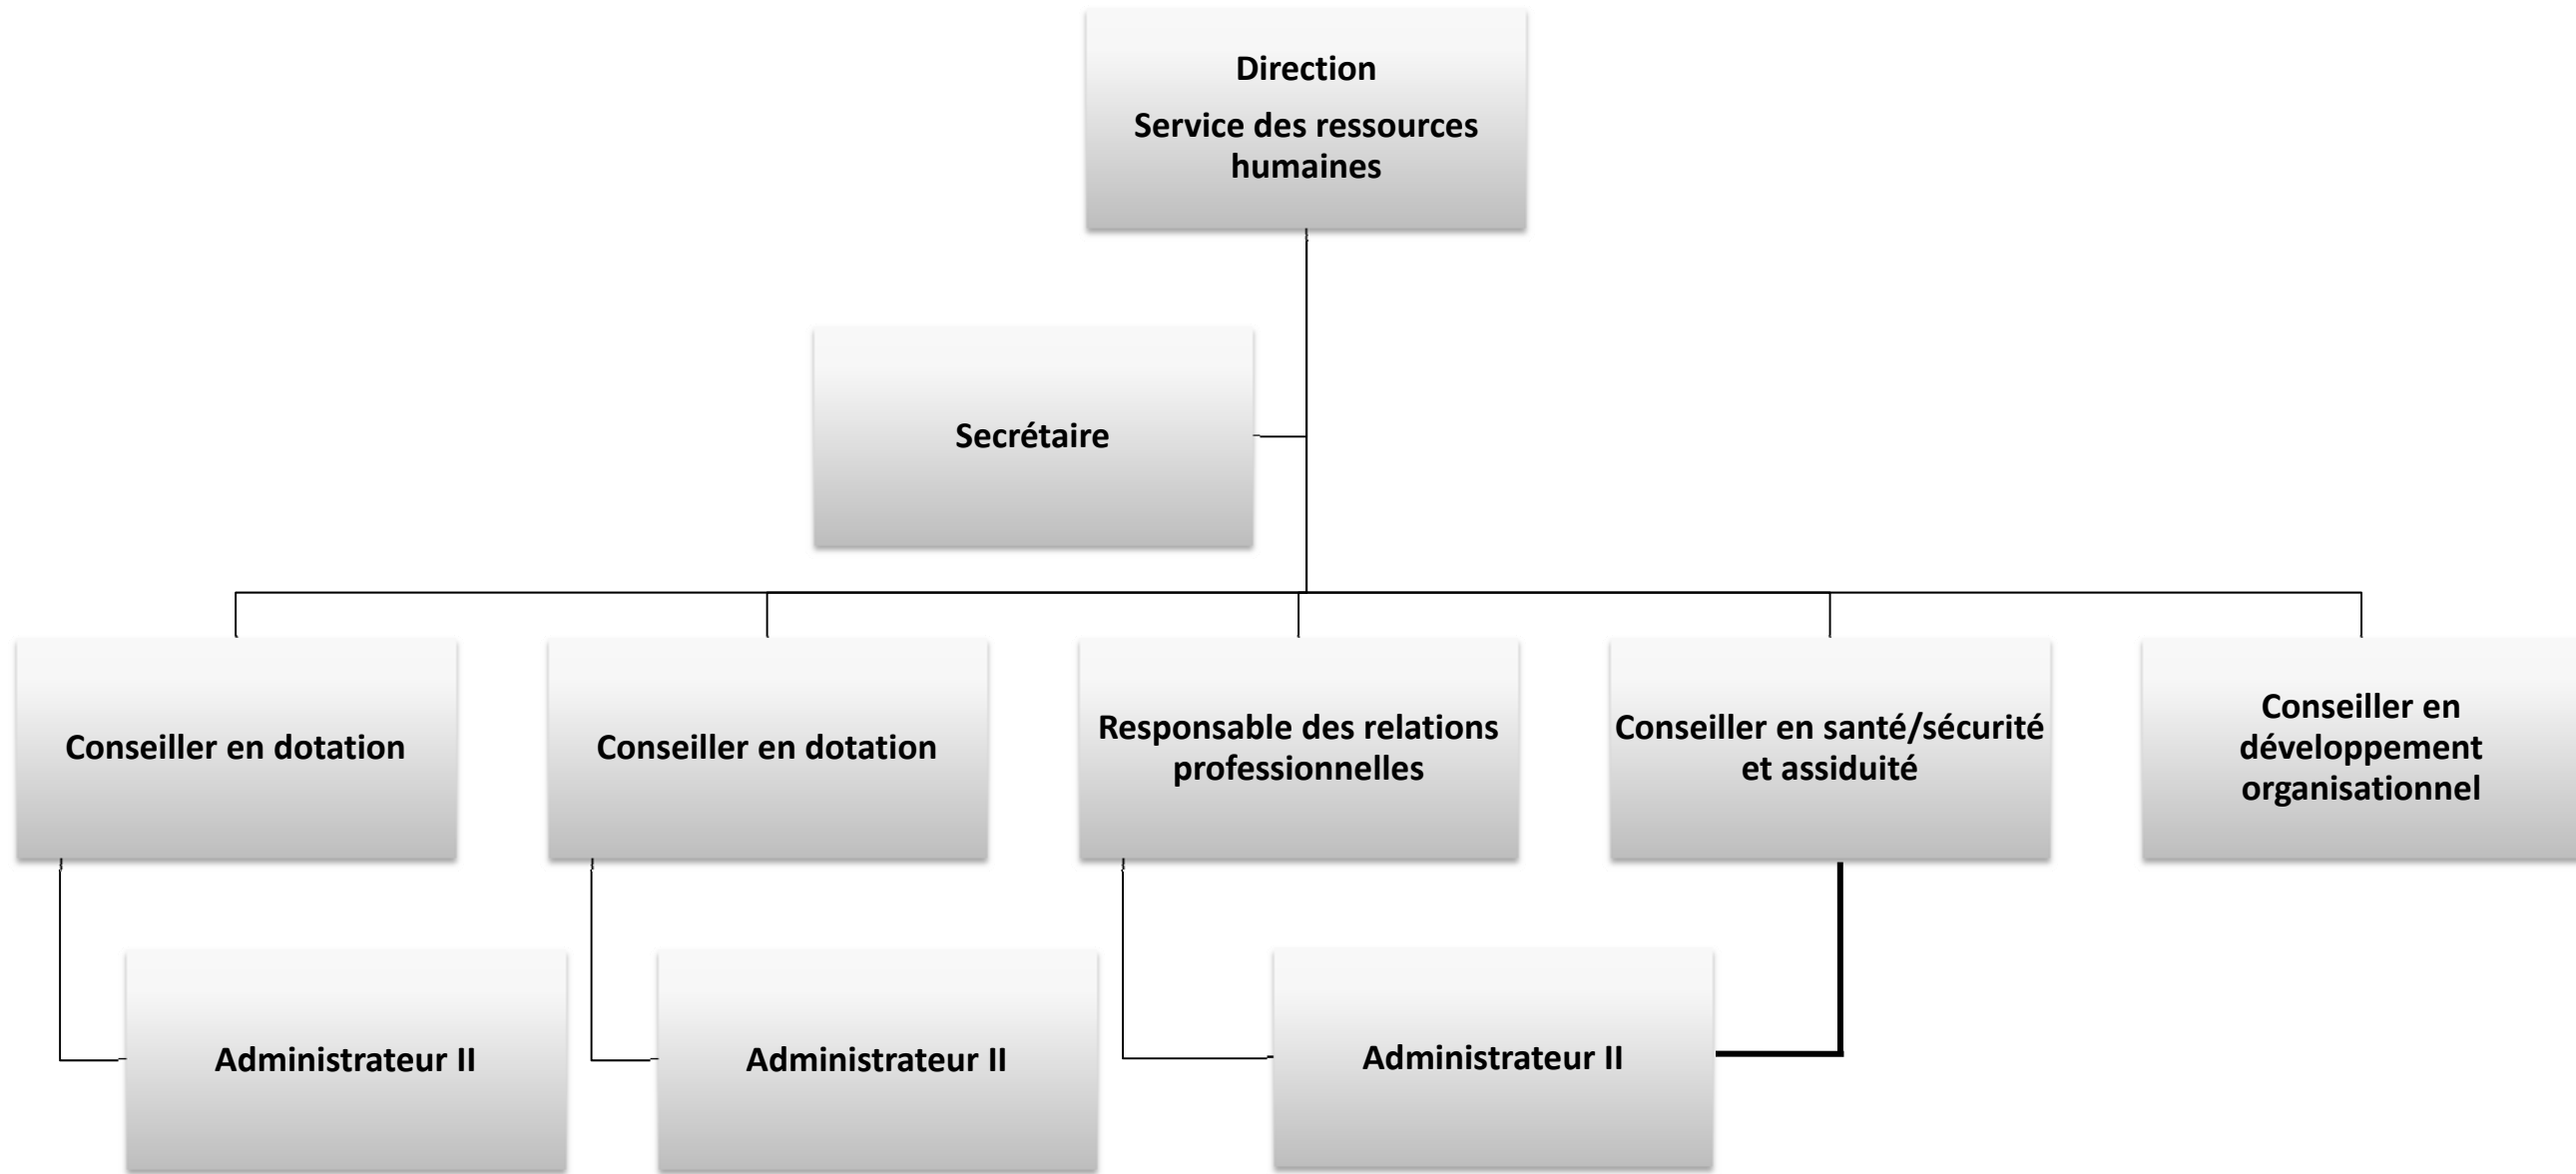 Direction
Service des ressources
humaines
Secrétaire
Conseiller en dotation
Conseiller en dotation
Responsable des relations
professionnelles
Conseiller en santé/sécurité
et assiduité
Conseiller en
développement
organisationnel
Administrateur II
Administrateur II
Administrateur II